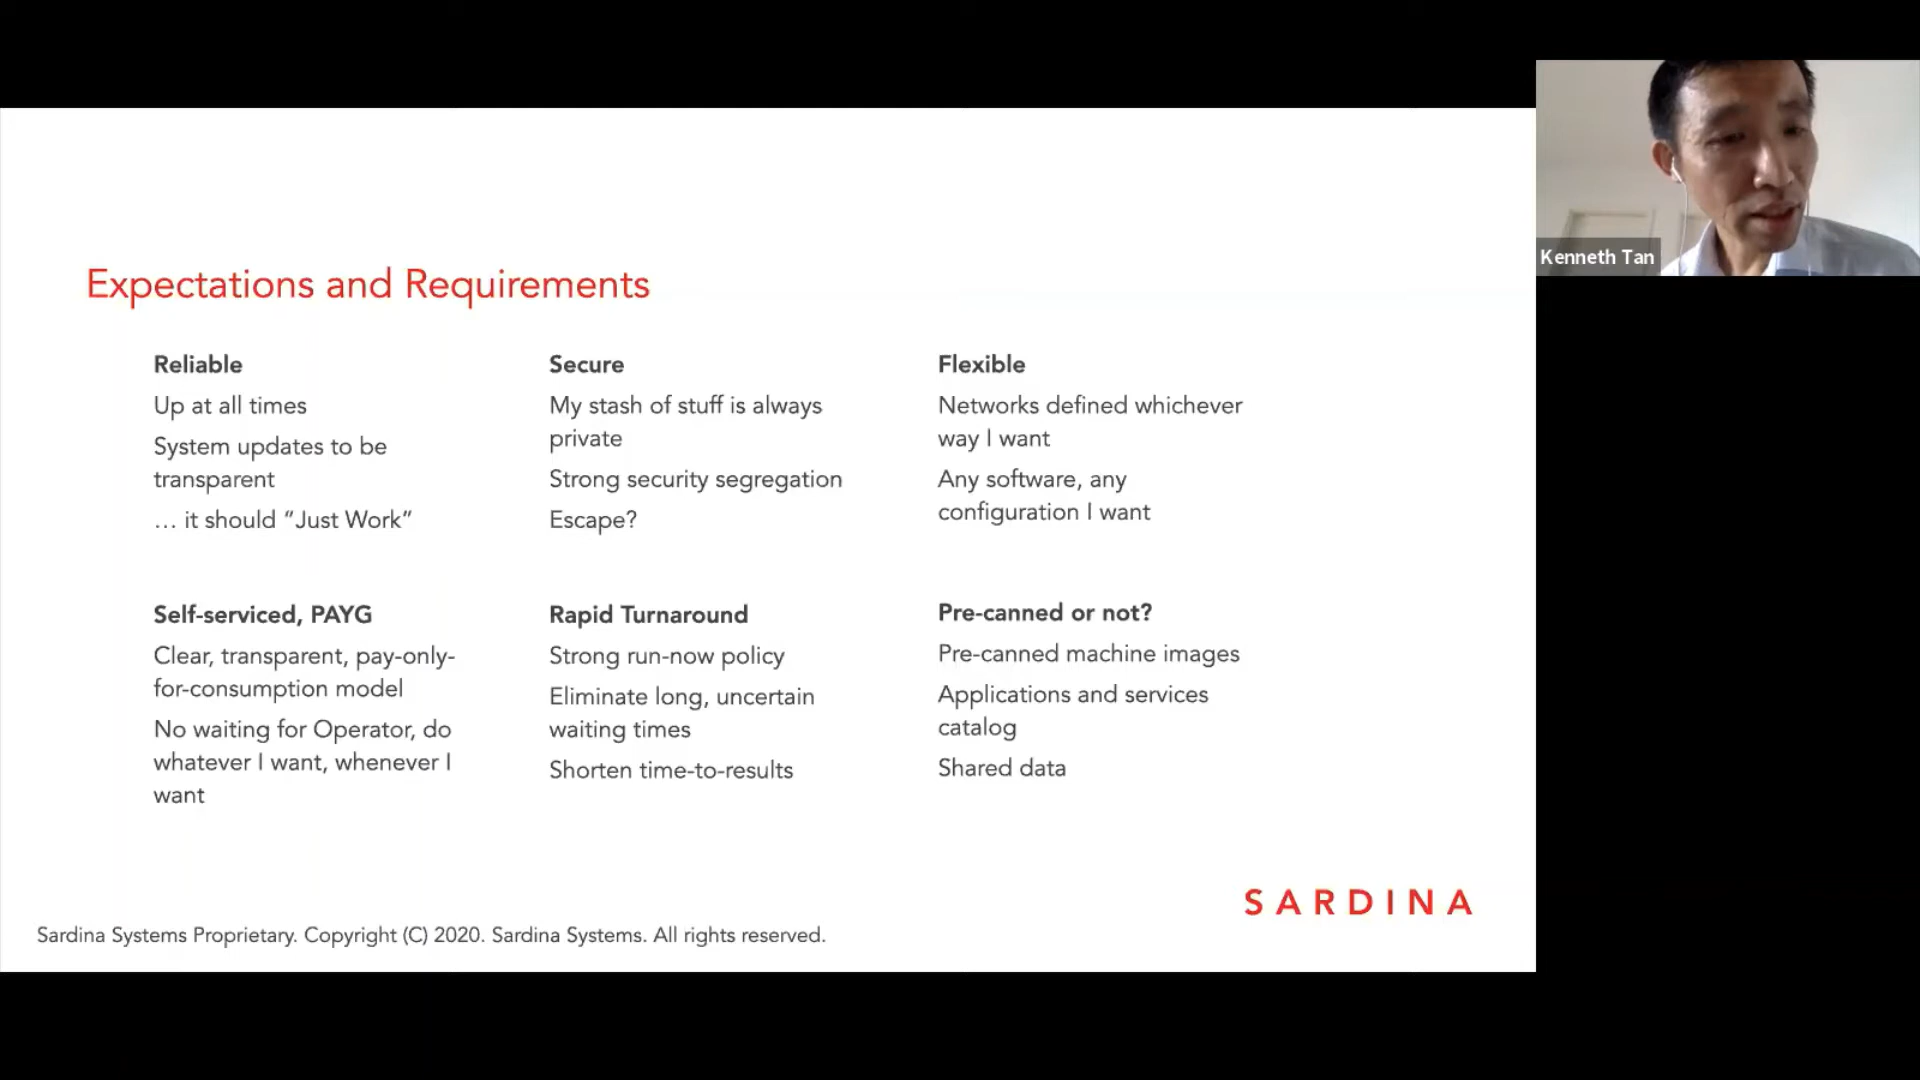 Kenneth Tan
Expectations and Requirements
Reliable
Up at all times
System updates to be
transparent
… it should “Just Work”
Secure
My stash of stuff is always
private
Strong security segregation
Escape?
Flexible
Networks defined whichever
way I want
Any software, any
configuration I want
Self-serviced, PAYG
Clear, transparent, pay-only-
for-consumption model
No waiting for Operator, do
whatever I want, whenever I
want
Rapid Turnaround
Strong run-now policy
Eliminate long, uncertain
waiting times
Shorten time-to-results
Pre-canned or not?
Pre-canned machine images
Applications and services
catalog
Shared data
SARDINA
Sardina Systems Proprietary. Copyright (C) 2020. Sardina Systems. All rights reserved.